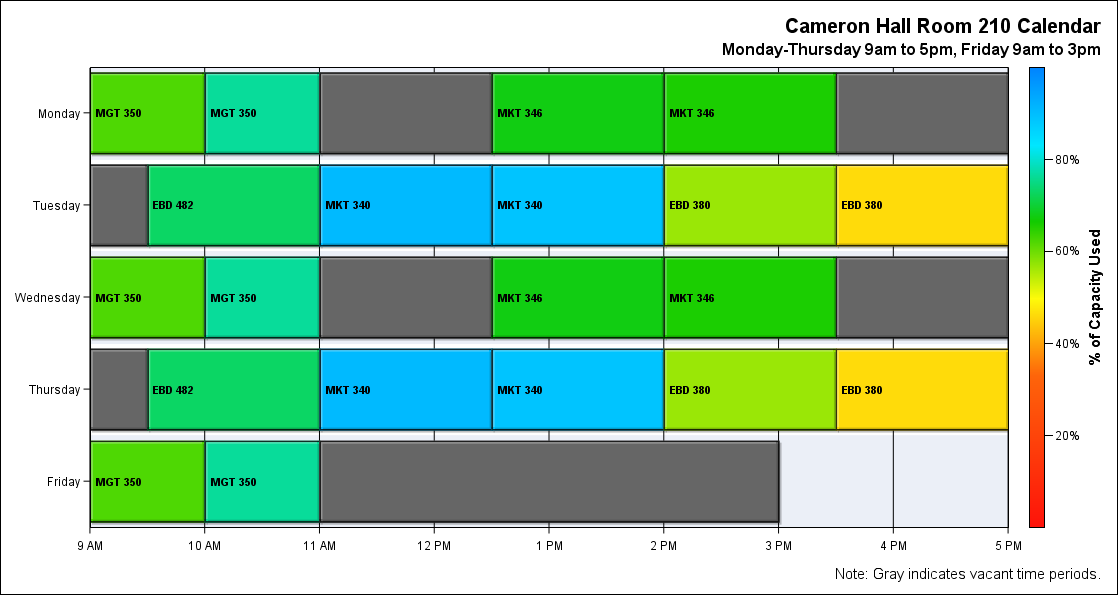 Cameron Hall Room 210 Calendar
Monday-Thursday 9am to 5pm, Friday 9am to 3pm
Monday MGT 350 MGT 350 MKT 346 MKT 346
80%
Tuesday EBD 482 MKT 340 MKT 340 EBD 380 EBD 380
60%
% of Capacity Used
Wednesday MGT 350 MGT 350 MKT 346 MKT 346
40%
Thursday EBD 482 MKT 340 MKT 340 EBD 380 EBD 380
20%
Friday MGT 350 MGT 350
9 AM 10 AM 11 AM 12 PM 1 PM 2 PM 3 PM 4 PM 5 PM
Note: Gray indicates vacant time periods.